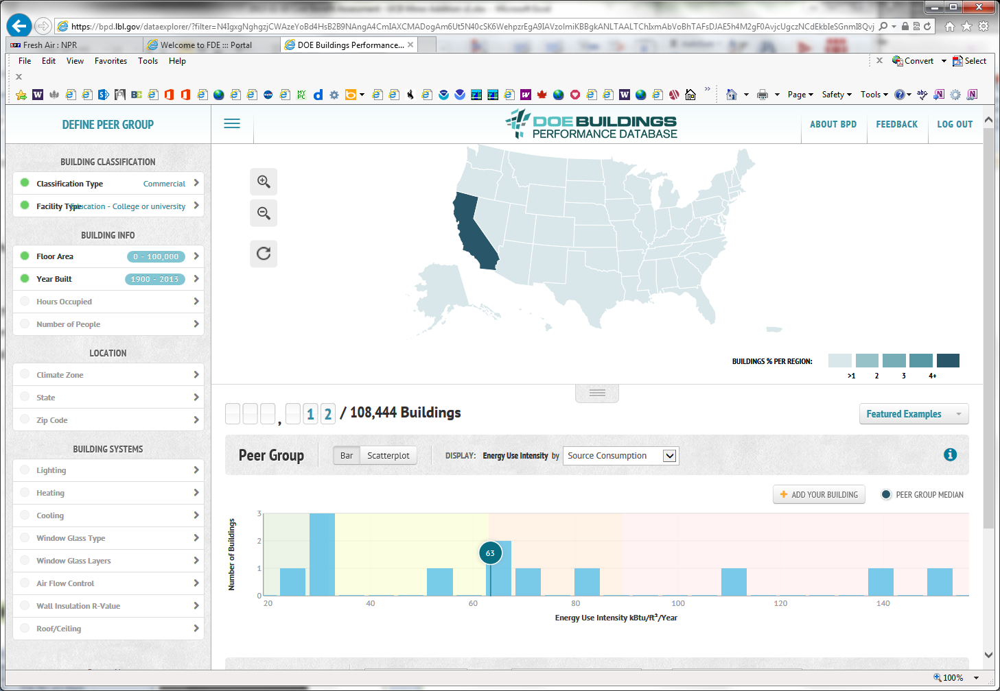 https://bpd.lbl.gov/dataexplorer/?filter=
Fresh Air : NPR
Welcome to FDE ::: Portal
DOE Buildings Performance...
File Edit View Favorites Tools Help
Convert
Select
Page Safety Tools
DEFINE PEER GROUP
DOE BUILDINGS
PERFORMANCE DATABASE
ABOUT BPD
FEEDBACK
LOG OUT
BUILDING CLASSIFICATION
Classification Type Commercial
Facility Type Education - College or university
BUILDING INFO
Floor Area 0 - 100,000
Year Built 1900 - 2013
Hours Occupied
Number of People
LOCATION
Climate Zone
State
Zip Code
BUILDING SYSTEMS
Lighting
Heating
Cooling
Window Glass Type
Window Glass Layers
Air Flow Control
Wall Insulation R-Value
Roof/Ceiling
BUILDINGS % PER REGION:
>1 2 3 4+
, 1 2 / 108,444 Buildings
Featured Examples
Peer Group
Bar
Scatterplot
DISPLAY: Energy Use Intensity by Source Consumption
ADD YOUR BUILDING
PEER GROUP MEDIAN
Number of Buildings
3
2
1
0
63
20 40 60 80 100 120 140
Energy Use Intensity kBtu/ft²/Year
100%